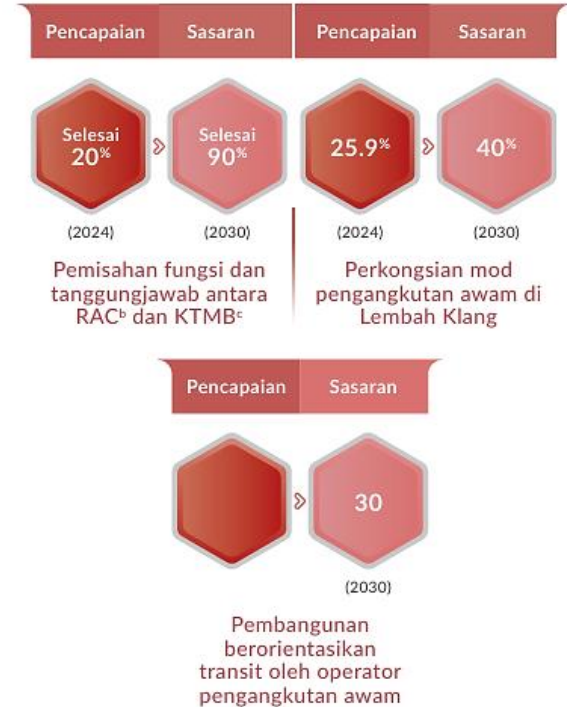 Pencapaian Sasaran Pencapaian Sasaran
Selesai 20% Selesai 90% 25.9% 40%
(2024) (2030) (2024) (2030)
Pemisahan fungsi dan
tanggungjawab antara
RACᵇ dan KTMBᶜ
Perkongsian mod
pengangkutan awam di
Lembah Klang
Pencapaian Sasaran
30
(2030)
Pembangunan
berorientasikan
transit oleh operator
pengangkutan awam